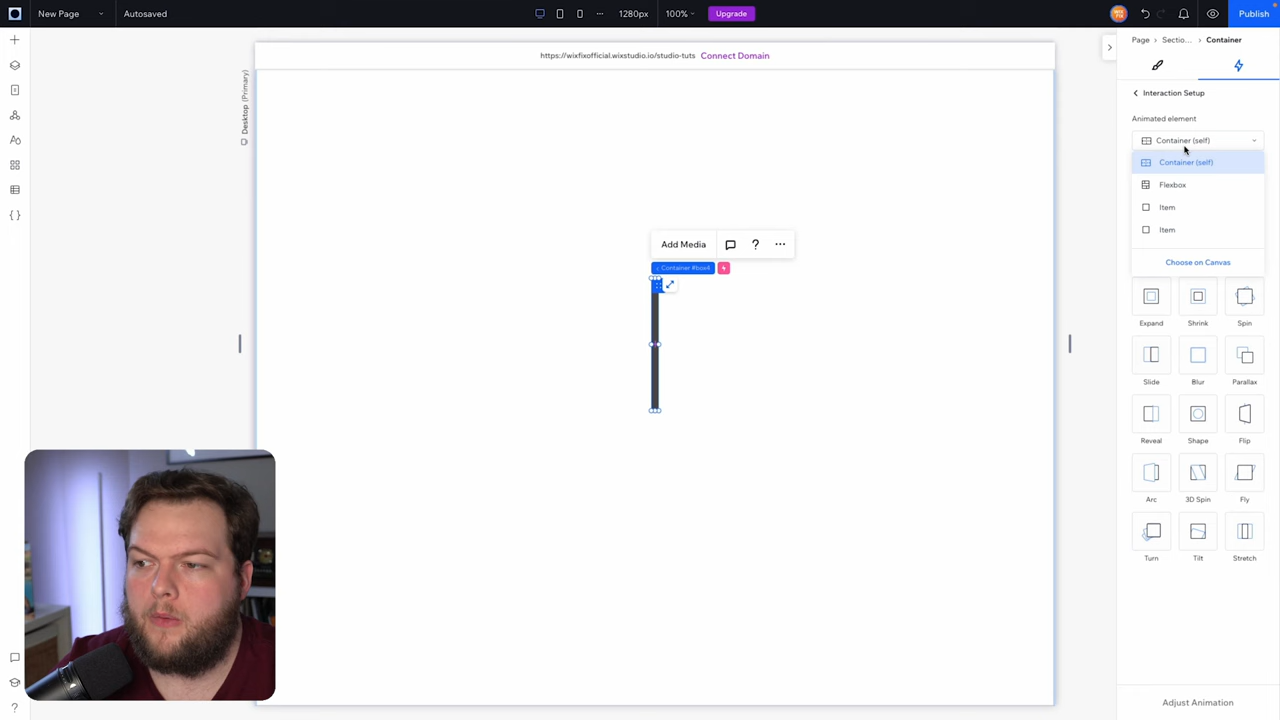 New Page
Autosaved
1280px
100%
Upgrade
Publish
https://wixfixofficial.wixstudio.io/studio-tuts Connect Domain
Desktop (Primary)
Page > Sectio... > Container
Interaction Setup
Animated element
Container (self)
Container (self)
Flexbox
Item
Item
Choose on Canvas
Add Media
?
Container #box4
Expand Shrink Spin
Slide Blur Parallax
Reveal Shape Flip
Arc 3D Spin Fly
Turn Tilt Stretch
Adjust Animation